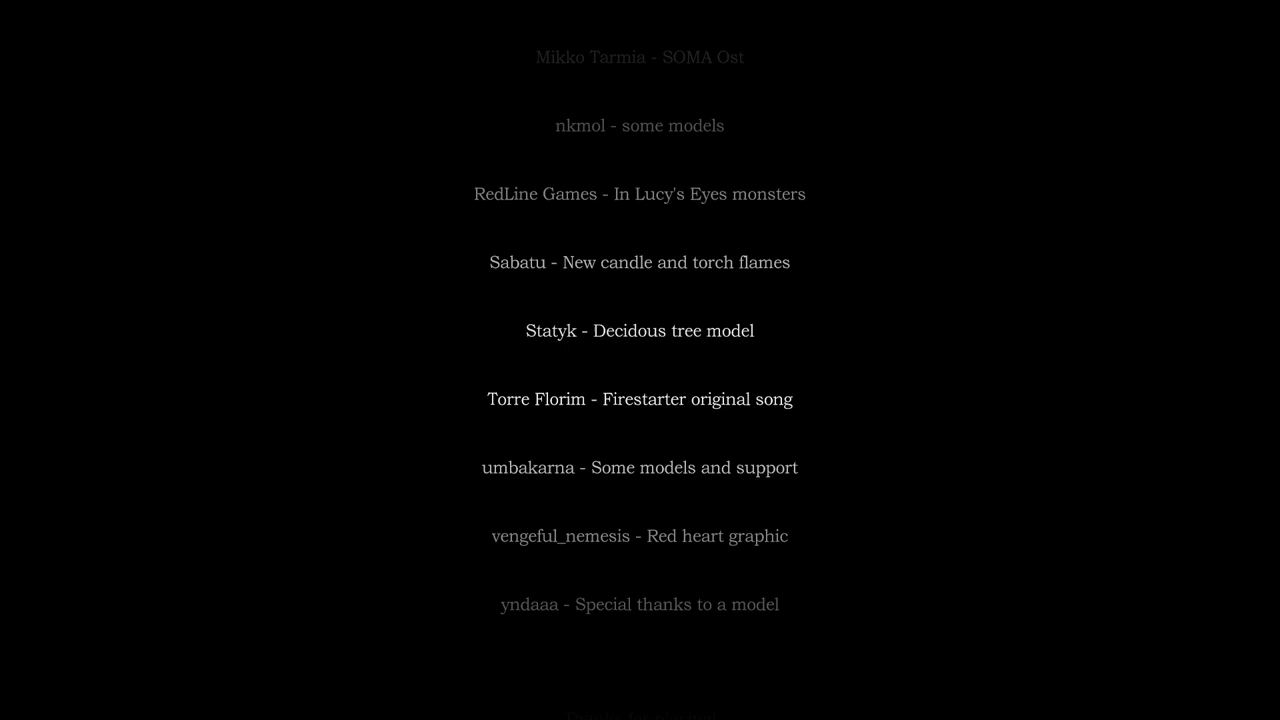 Mikko Tarmia - SOMA Ost
nkmol - some models
RedLine Games - In Lucy's Eyes monsters
Sabatu - New candle and torch flames
Statyk - Decidous tree model
Torre Florim - Firestarter original song
umbakarna - Some models and support
vengeful_nemesis - Red heart graphic
yndaaa - Special thanks to a model